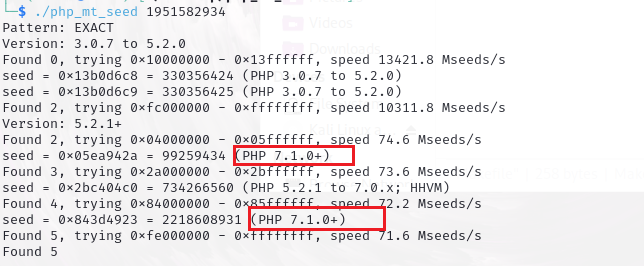 └─$ ./php_mt_seed 1951582934
Pattern: EXACT
Version: 3.0.7 to 5.2.0
Found 0, trying 0×10000000 - 0×13ffffff, speed 13421.8 Mseeds/s
seed = 0×13b0d6c8 = 330356424 (PHP 3.0.7 to 5.2.0)
seed = 0×13b0d6c9 = 330356425 (PHP 3.0.7 to 5.2.0)
Found 2, trying 0×fc000000 - 0×ffffffff, speed 10311.8 Mseeds/s
Version: 5.2.1+
Found 2, trying 0×04000000 - 0×05ffffff, speed 74.6 Mseeds/s
seed = 0×05ea942a = 99259434 (PHP 7.1.0+)
Found 3, trying 0×2a000000 - 0×2bffffff, speed 73.6 Mseeds/s
seed = 0×2bc404c0 = 734266560 (PHP 5.2.1 to 7.0.x; HHVM)
Found 4, trying 0×84000000 - 0×85ffffff, speed 72.2 Mseeds/s
seed = 0×843d4923 = 2218608931 (PHP 7.1.0+)
Found 5, trying 0×fe000000 - 0×ffffffff, speed 71.6 Mseeds/s
Found 5